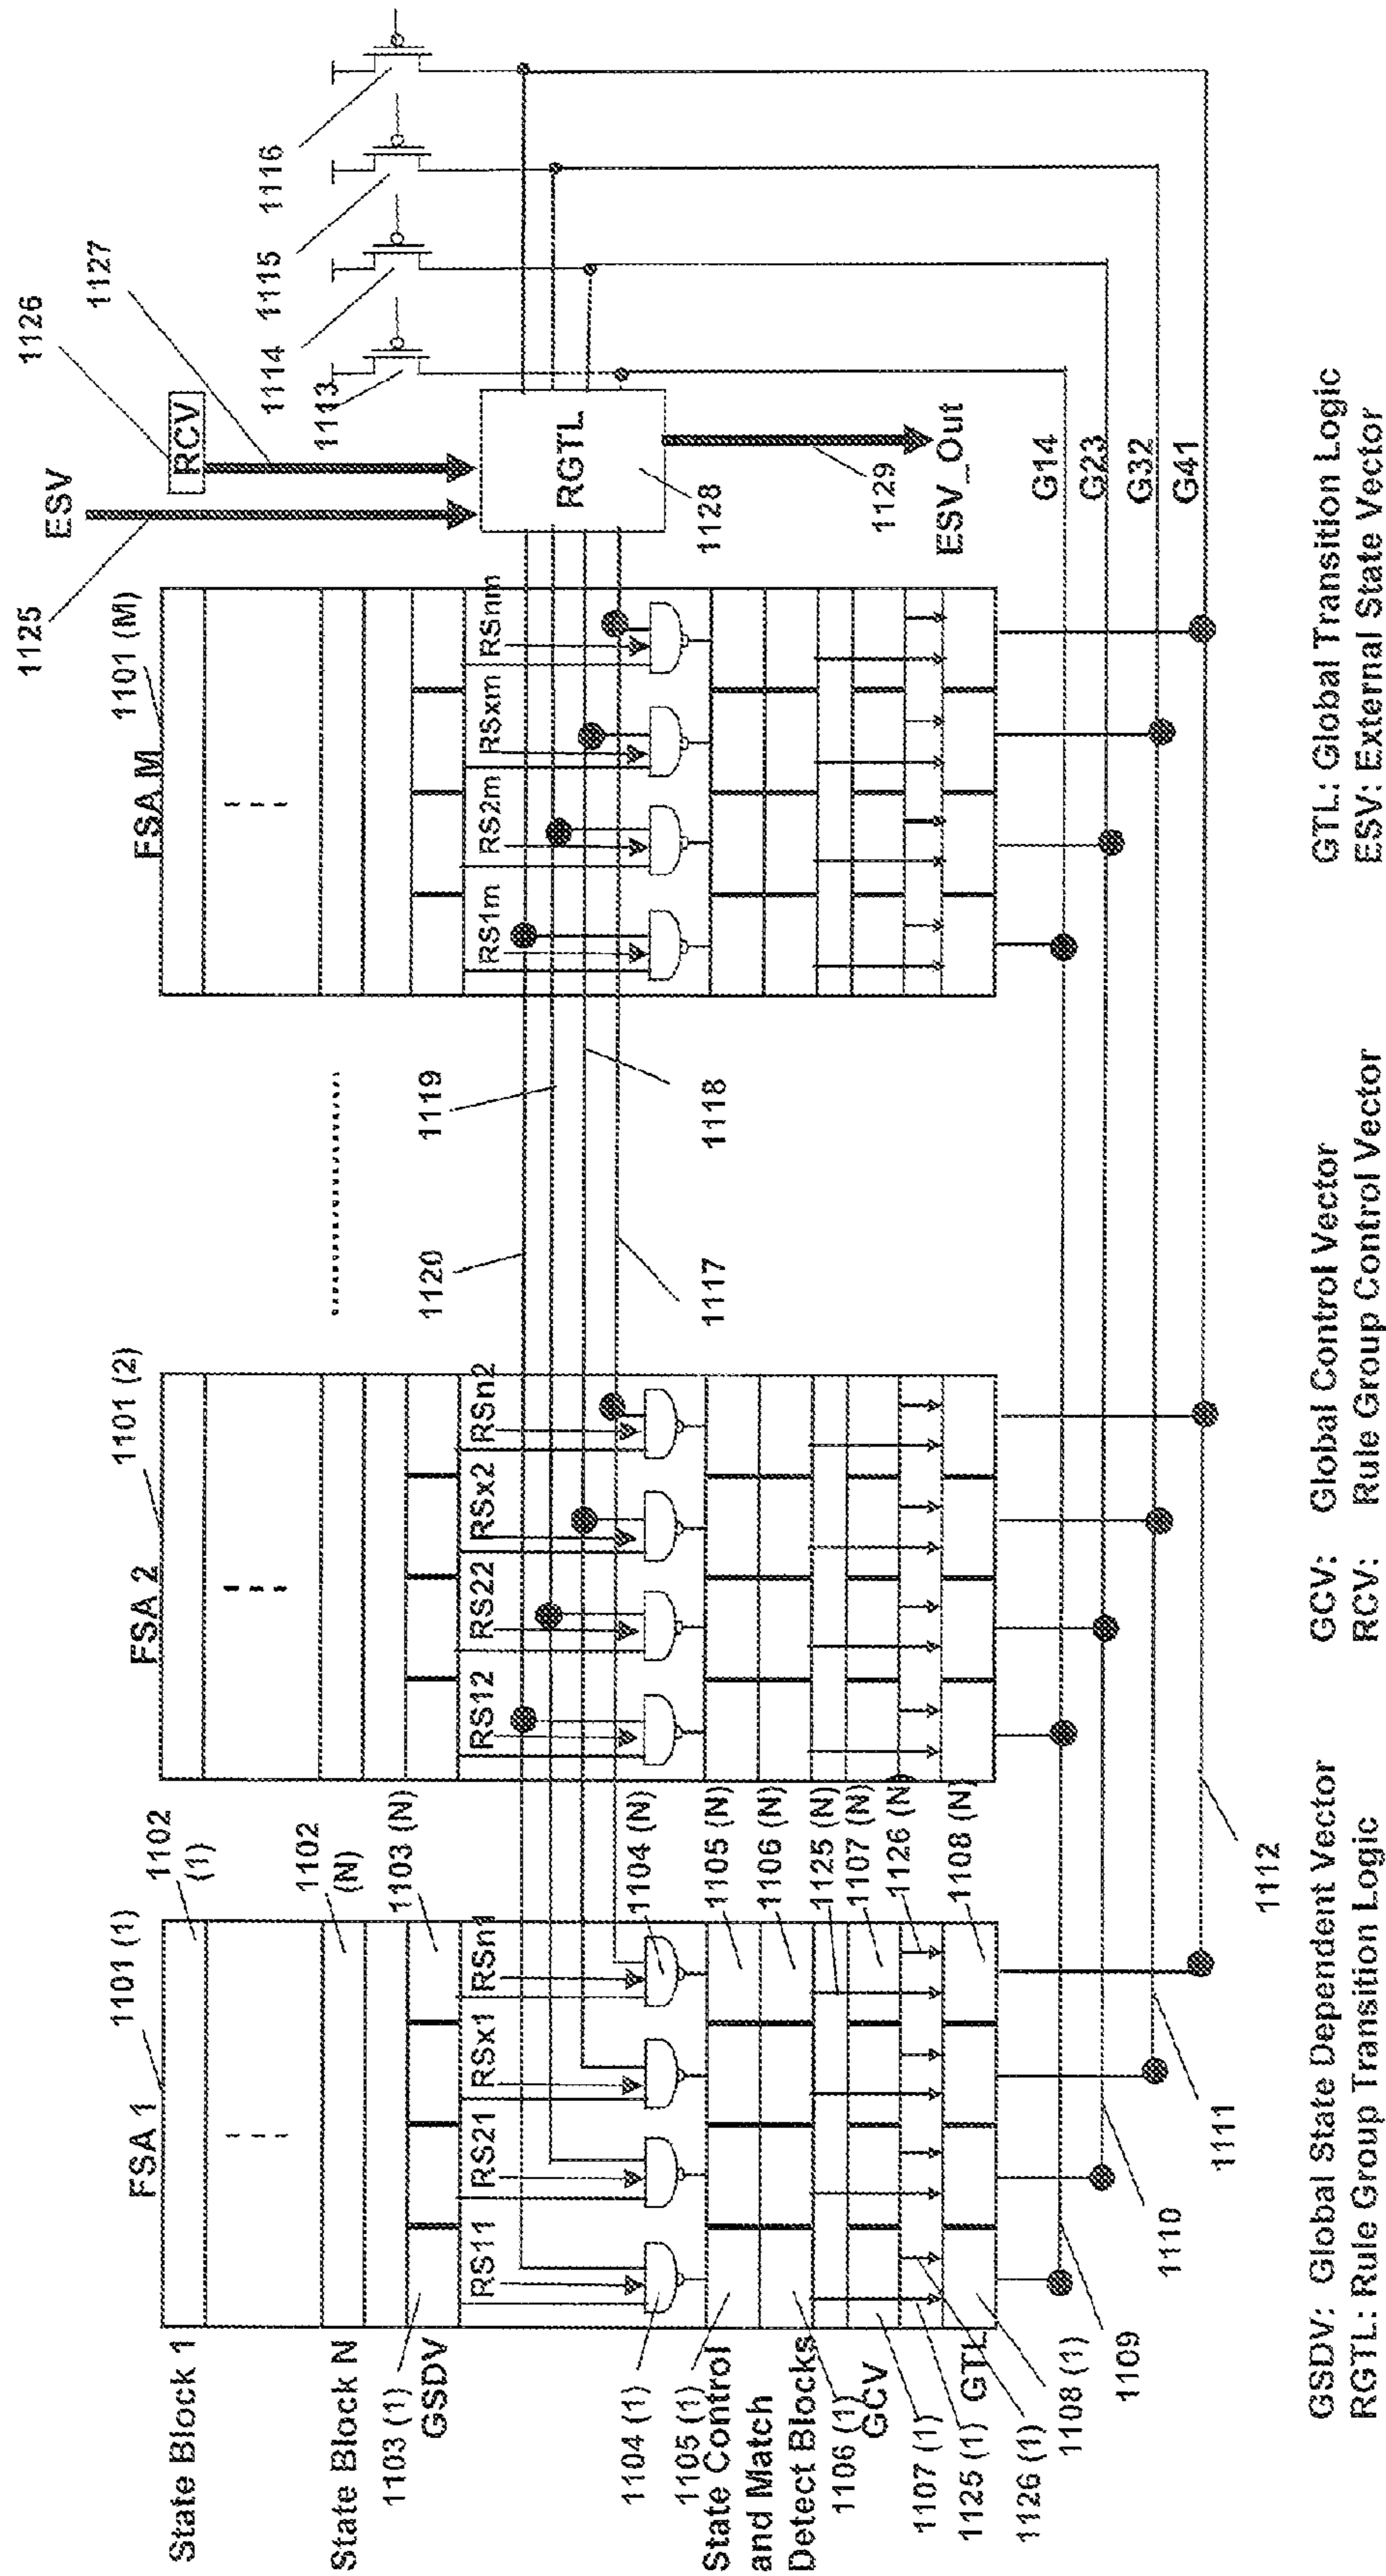 FSA 1
1101 (1)
FSA 2
1101 (2)
FSA M
1101 (M)
1125
ESV
1126
RCV
1127
State Block 1
1102
(1)
State Block N
1102
(N)
1103 (1)
GSDV
1103 (N)
RS11
RS21
RSx1
RSn1
RS12
RS22
RSx2
RSn2
RS1m
RS2m
RSxm
RSnm
1120
1119
1117
1118
RGTL
1128
1113
1114
1115
1116
1129
ESV_Out
1104 (1)
1104 (N)
1105 (1)
1105 (N)
State Control
and Match
Detect Blocks
1106 (1)
1106 (N)
1125 (N)
GCV
1107 (1)
1107 (N)
1125 (1)
1126 (N)
GTL
1126 (1)
1108 (1)
1108 (N)
1109
1110
1111
1112
G14
G23
G32
G41
GSDV: Global State Dependent Vector
GCV: Global Control Vector
GTL: Global Transition Logic
RGTL: Rule Group Transition Logic
RCV: Rule Group Control Vector
ESV: External State Vector